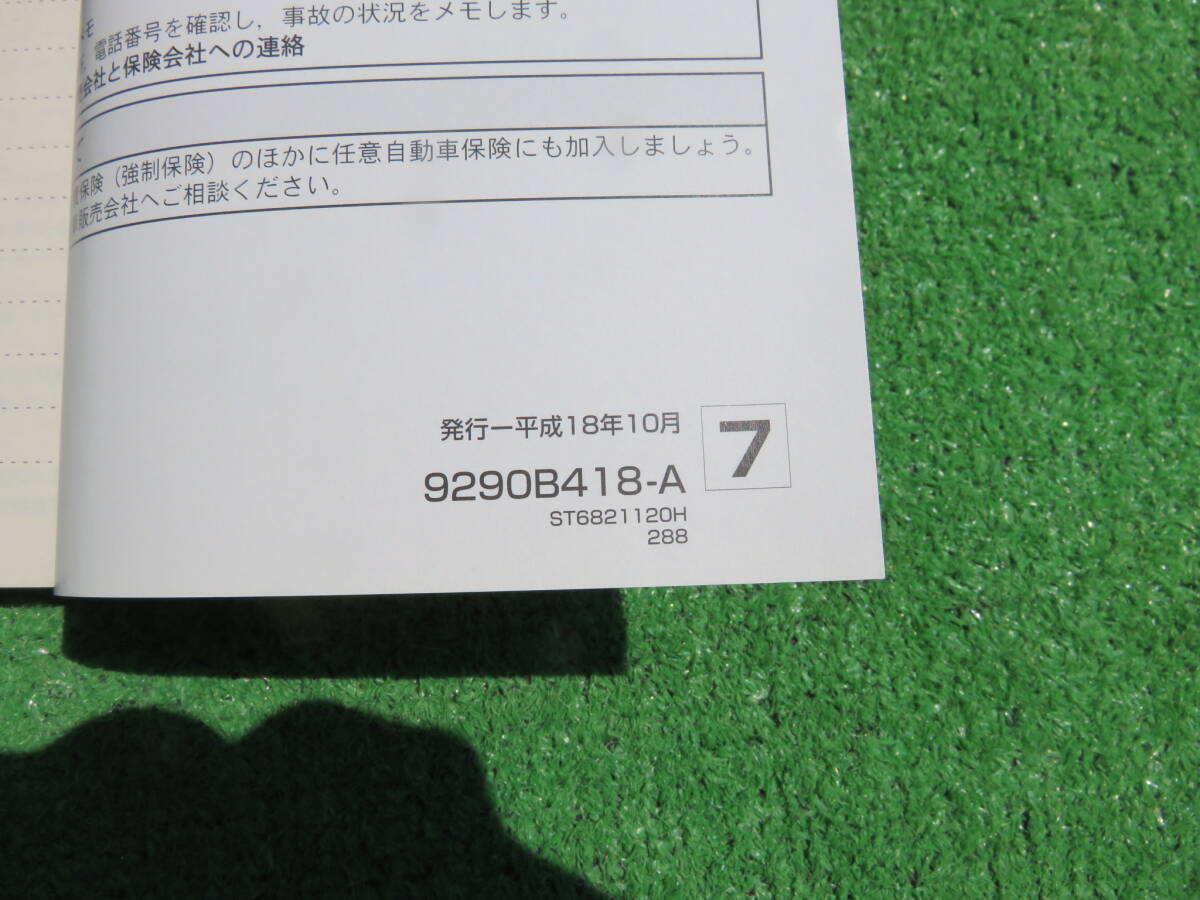 メモ
電話番号を確認し，事故の状況をメモします。
会社と保険会社への連絡
保険（強制保険）のほかに任意自動車保険にも加入しましょう。
販売会社へご相談ください。
発行ー平成18年10月
7
9290B418-A
ST6821120H
288